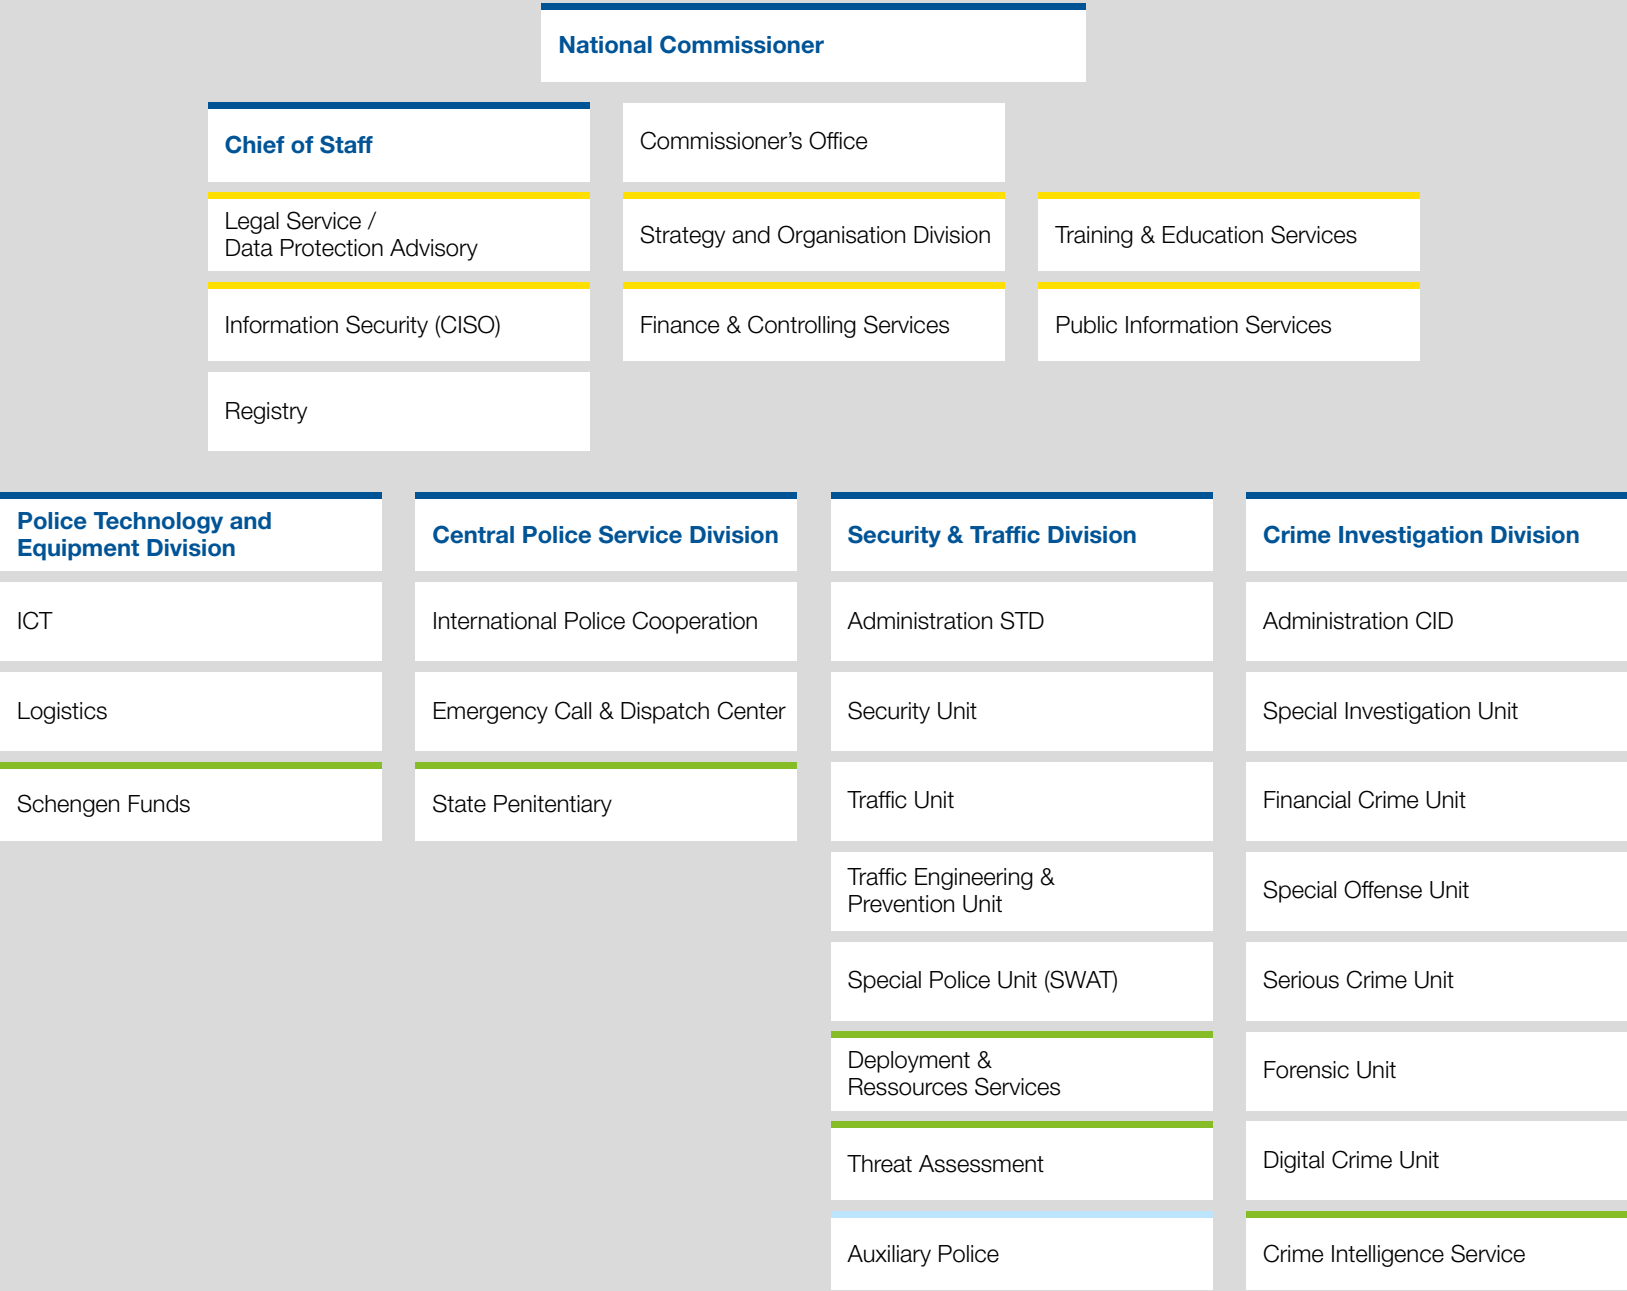 National Commissioner
Chief of Staff
Commissioner’s Office
Legal Service /
Data Protection Advisory
Strategy and Organisation Division
Training & Education Services
Information Security (CISO)
Finance & Controlling Services
Public Information Services
Registry
Police Technology and
Equipment Division
ICT
Logistics
Schengen Funds
Central Police Service Division
International Police Cooperation
Emergency Call & Dispatch Center
State Penitentiary
Security & Traffic Division
Administration STD
Security Unit
Traffic Unit
Traffic Engineering &
Prevention Unit
Special Police Unit (SWAT)
Deployment &
Ressources Services
Threat Assessment
Auxiliary Police
Crime Investigation Division
Administration CID
Special Investigation Unit
Financial Crime Unit
Special Offense Unit
Serious Crime Unit
Forensic Unit
Digital Crime Unit
Crime Intelligence Service